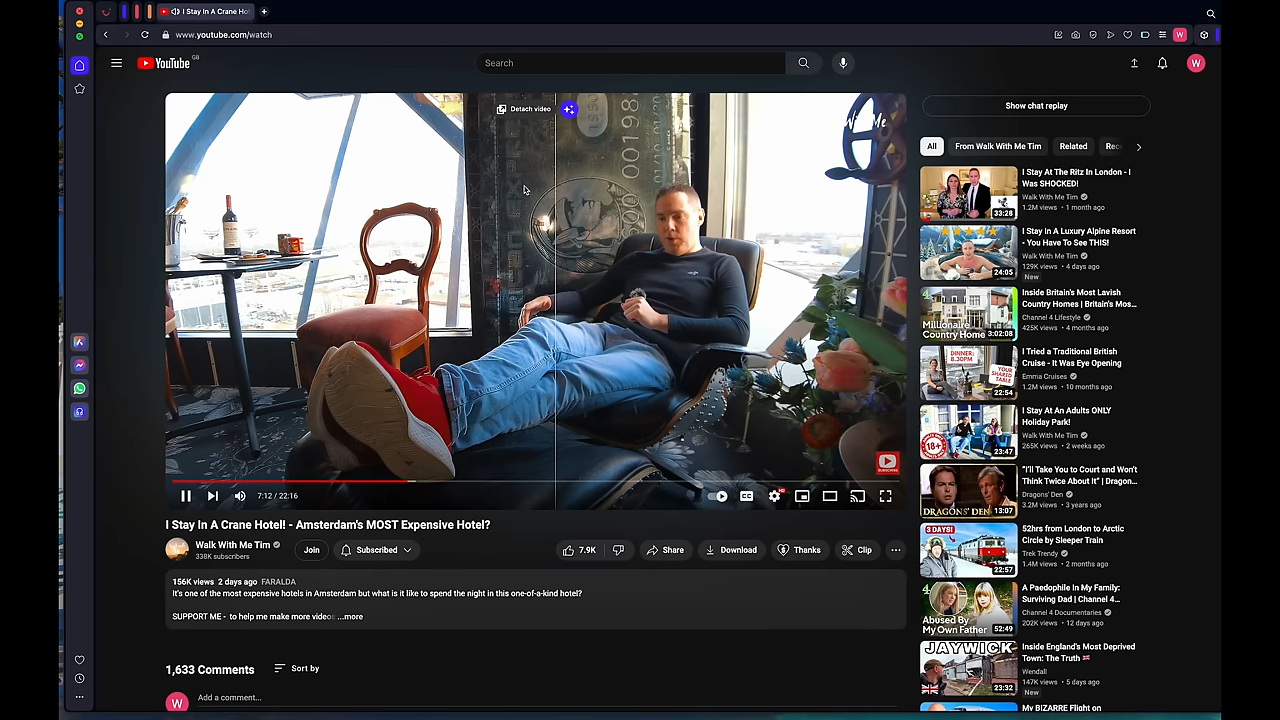 I Stay In A Crane Ho
www.youtube.com/watch
YouTube GB
Search
W
W
Detach video
Show chat replay
All
From Walk With Me Tim
Related
Rec
001987
Me
7:12 / 22:16
CC
SUBSCRIBE
I Stay In A Crane Hotel! - Amsterdam's MOST Expensive Hotel?
Walk With Me Tim
338K subscribers
Join
Subscribed
7.9K
Share
Download
Thanks
Clip
156K views 2 days ago FARALDA
It's one of the most expensive hotels in Amsterdam but what is it like to spend the night in this one-of-a-kind hotel?
SUPPORT ME - to help me make more videos ...more
1,633 Comments
Sort by
W
Add a comment...
33:28
I Stay At The Ritz In London - I
Was SHOCKED!
Walk With Me Tim
1.2M views • 1 month ago
24:05
I Stay in A Luxury Alpine Resort
- You Have To See THIS!
Walk With Me Tim
129K views • 4 days ago
New
Millionaire
Country Home
3:02:08
Inside Britain's Most Lavish
Country Homes | Britain's Mos...
Channel 4 Lifestyle
425K views • 4 months ago
DINNER:
8.30PM
YOUR
SHARED
TABLE
22:54
I Tried a Traditional British
Cruise - It Was Eye Opening
Emma Cruises
1.2M views • 10 months ago
18+
23:47
I Stay At An Adults ONLY
Holiday Park!
Walk With Me Tim
265K views • 2 weeks ago
DRAGONS' DEN
13:07
"I'll Take You to Court and Won't
Think Twice About It" | Dragon...
Dragons' Den
3.2M views • 3 years ago
3 DAYS!
22:57
52hrs from London to Arctic
Circle by Sleeper Train
Trek Trendy
1.4M views • 2 months ago
Abused By
My Own Father
52:49
A Paedophile In My Family:
Surviving Dad | Channel 4...
Channel 4 Documentaries
202K views • 12 days ago
JAYWICK
23:32
Inside England's Most Deprived
Town: The Truth
Wendall
147K views • 5 days ago
New
My BIZARRE Flight on